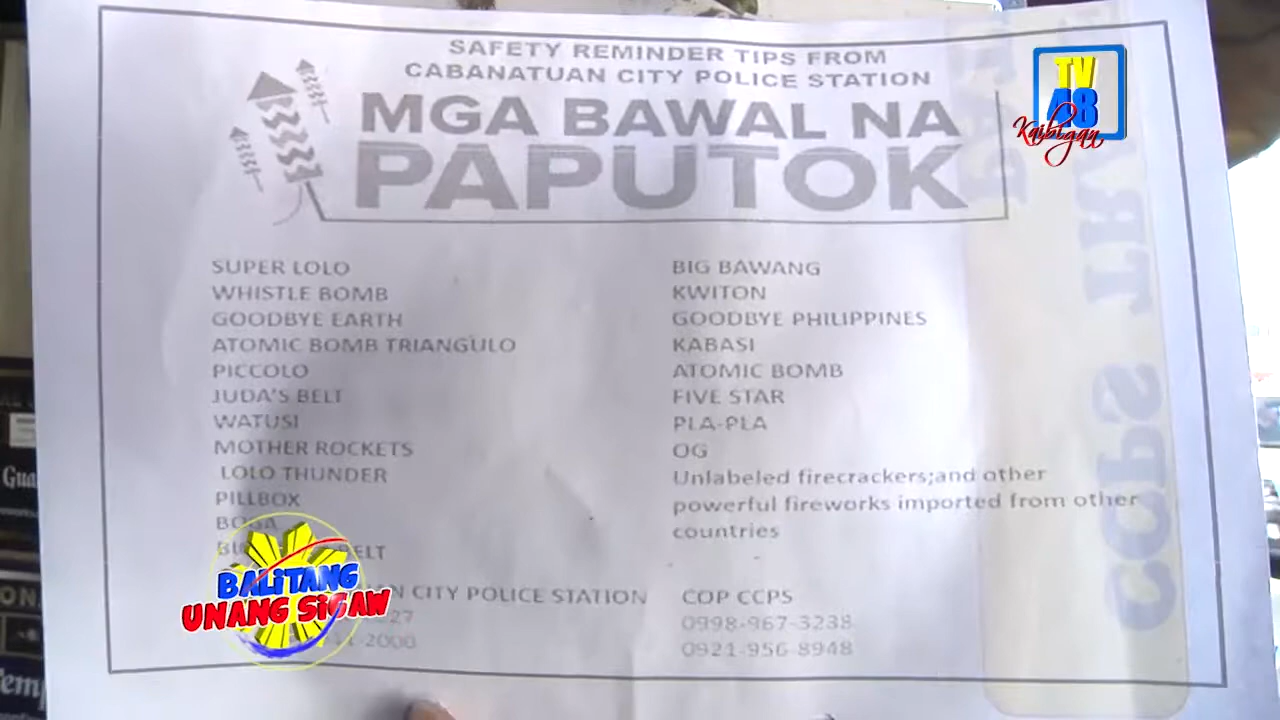 SAFETY REMINDER TIPS FROM
CABANATUAN CITY POLICE STATION
MGA BAWAL NA
PAPUTOK
TV
48
Kaibigan
SUPER LOLO
WHISTLE BOMB
GOODBYE EARTH
ATOMIC BOMB TRIANGULO
PICCOLO
JUDA'S BELT
WATUSI
MOTHER ROCKETS
LOLO THUNDER
PILLBOX
BOGA
BELT
BIG BAWANG
KWITON
GOODBYE PHILIPPINES
KABASI
ATOMIC BOMB
FIVE STAR
PLA-PLA
OG
Unlabeled firecrackers;and other
powerful fireworks imported from other
countries
CITY POLICE STATION
COP CCPS
0998-967-3238
0921-956-8948
BALITANG
UNANG SIGAW